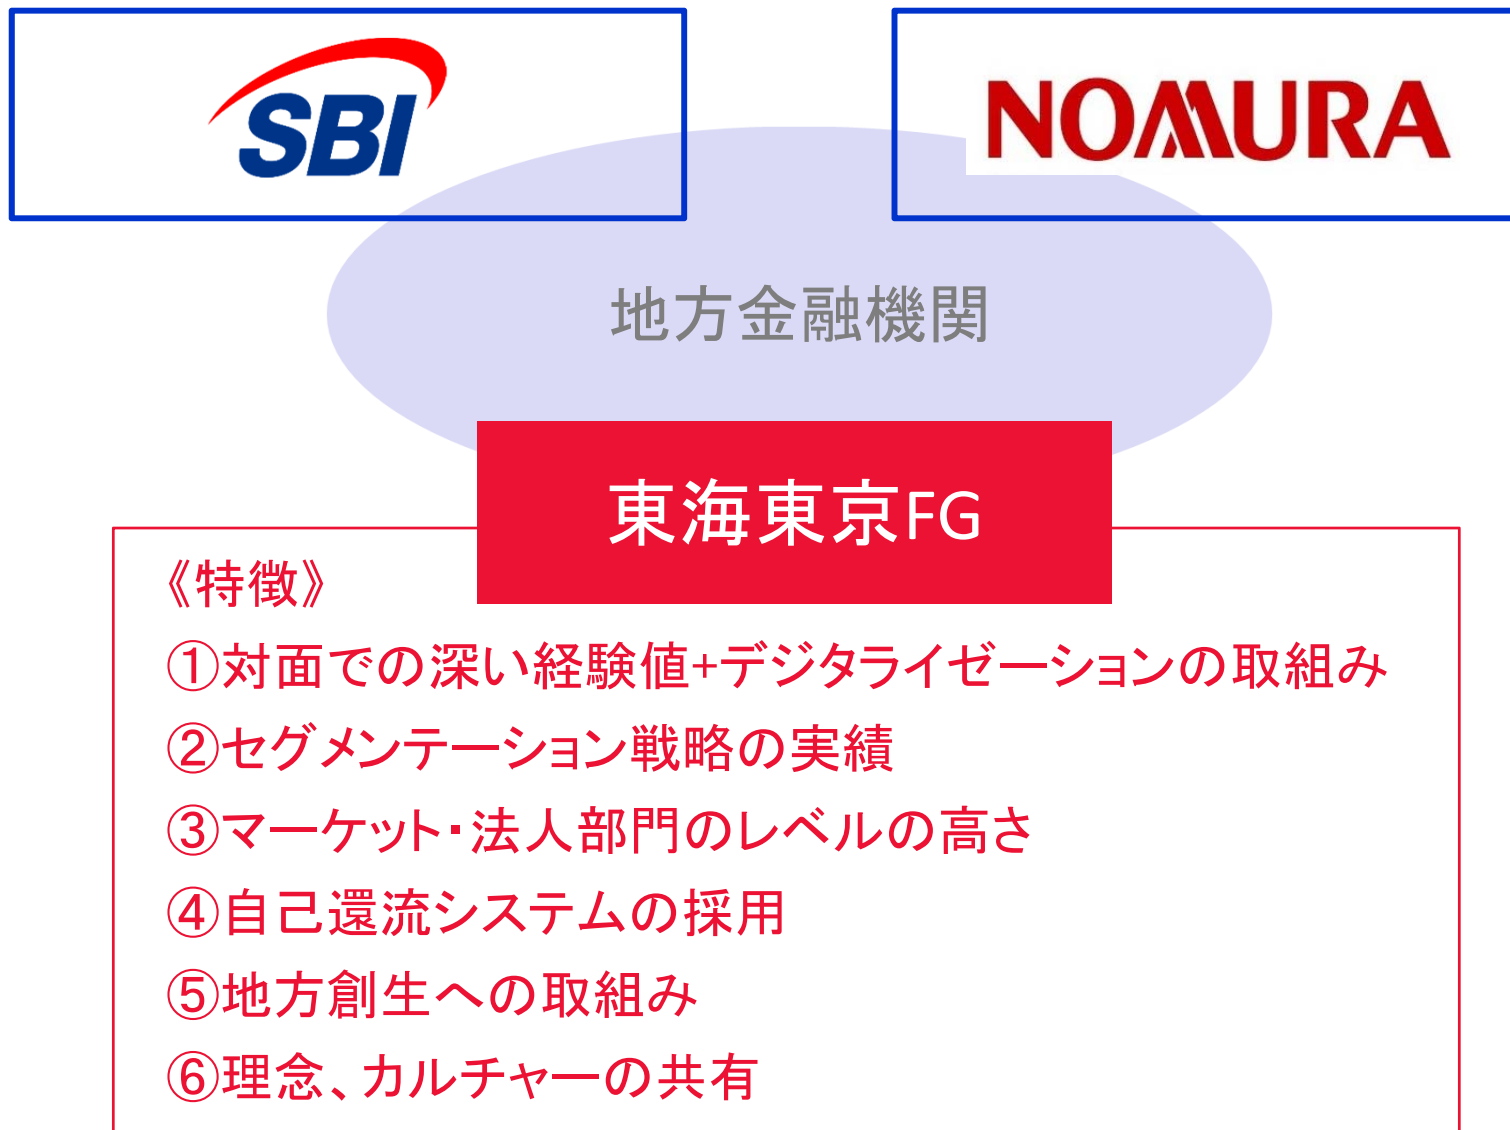 SBI
NOMURA
地方金融機関
東海東京FG
《特徴》
①対面での深い経験値+デジタライゼーションの取組み
②セグメンテーション戦略の実績
③マーケット・法人部門のレベルの高さ
④自己還流システムの採用
⑤地方創生への取組み
⑥理念、カルチャーの共有